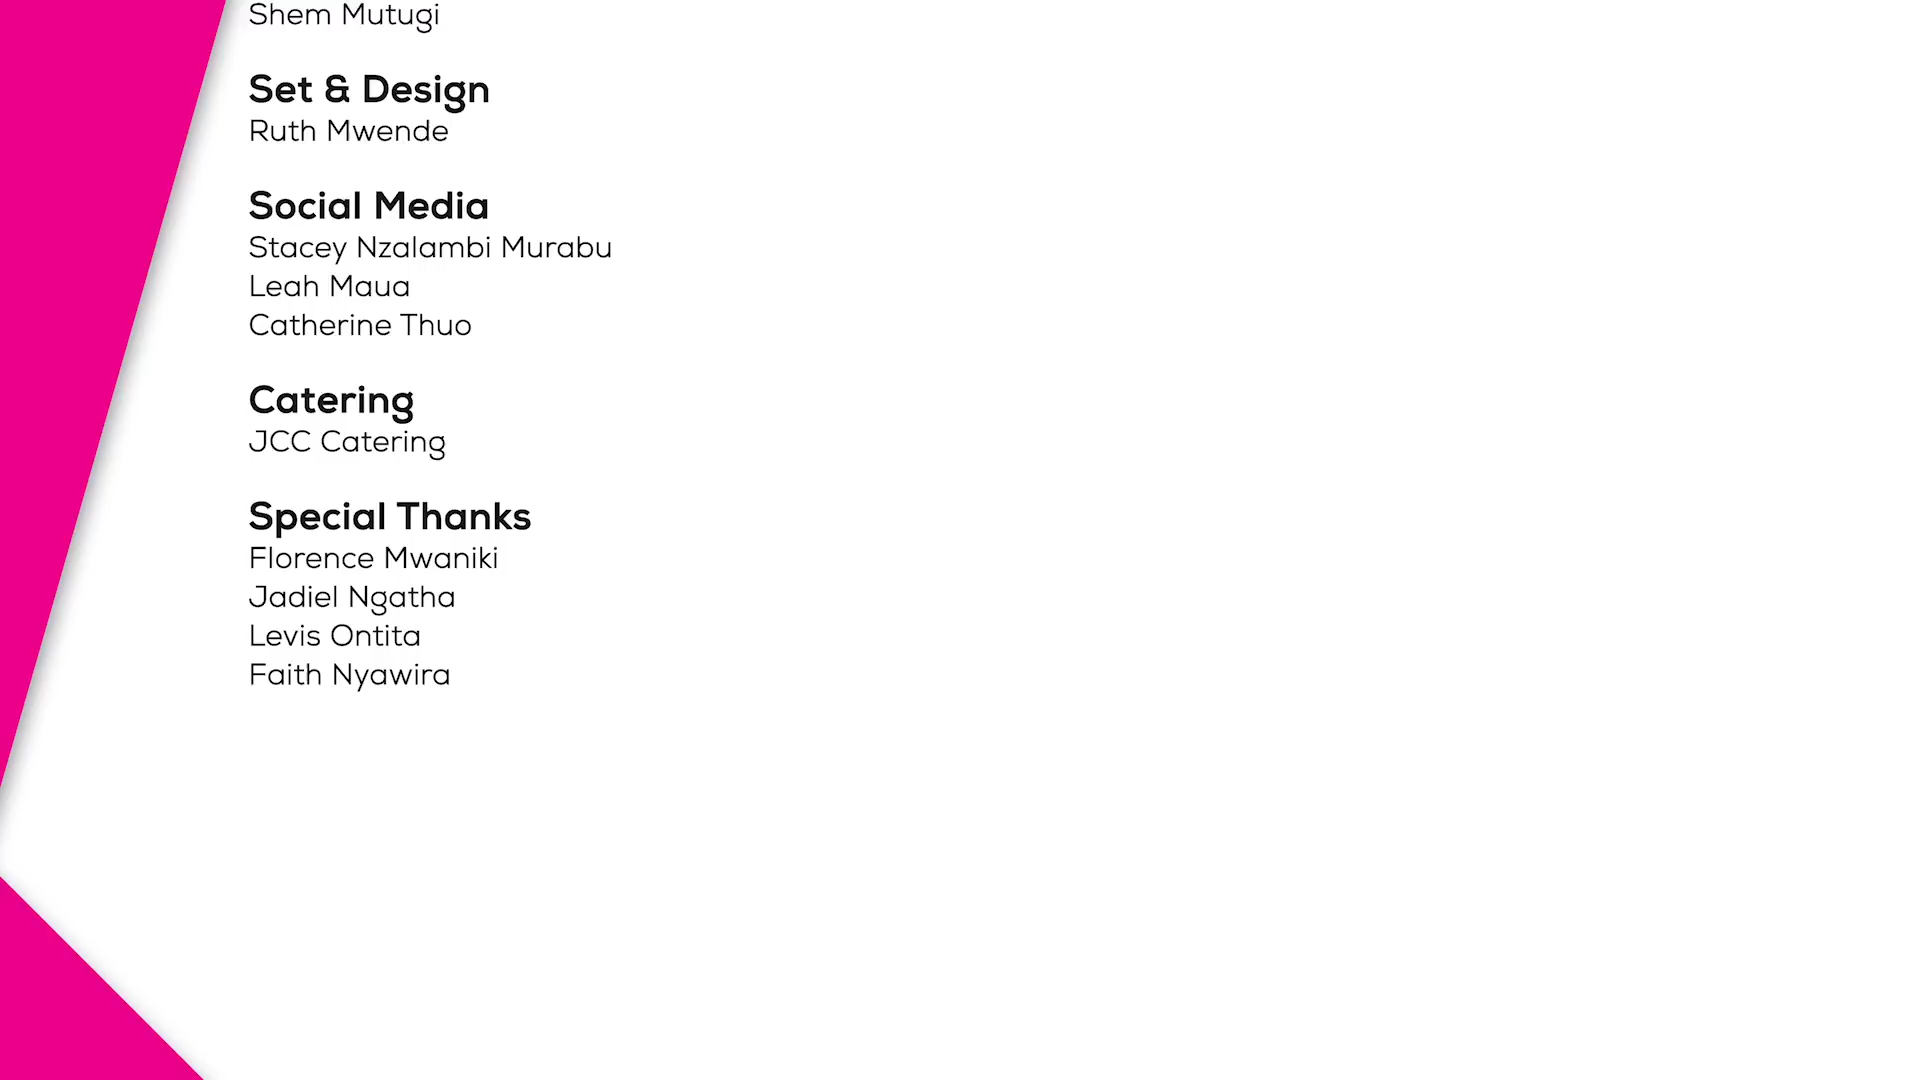 Shem Mutugi
Set & Design
Ruth Mwende
Social Media
Stacey Nzalambi Murabu
Leah Maua
Catherine Thuo
Catering
JCC Catering
Special Thanks
Florence Mwaniki
Jadiel Ngatha
Levis Ontita
Faith Nyawira